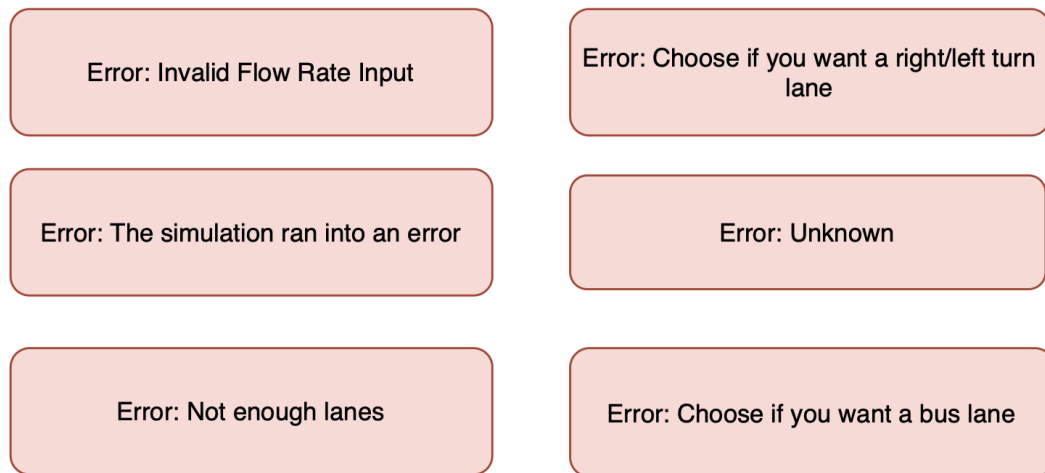 Error: Invalid Flow Rate Input
Error: Choose if you want a right/left turn
lane
Error: The simulation ran into an error
Error: Unknown
Error: Not enough lanes
Error: Choose if you want a bus lane